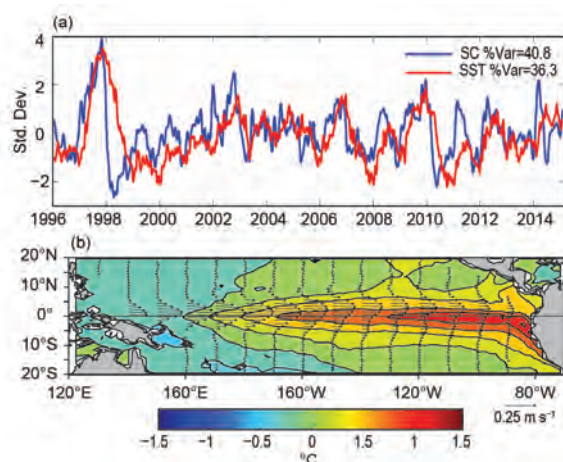 (a)
4
SC %Var=40.8
SST %Var=36.3
2
Std. Dev.
0
−2
1996 1998 2000 2002 2004 2006 2008 2010 2012 2014
(b)
20°N
10°N
0°
10°S
20°S
120°E 160°E 160°W 120°W 80°W
0.25 m s⁻¹
−1.5 −1 −0.5 0 1.5 1 1.5
°C